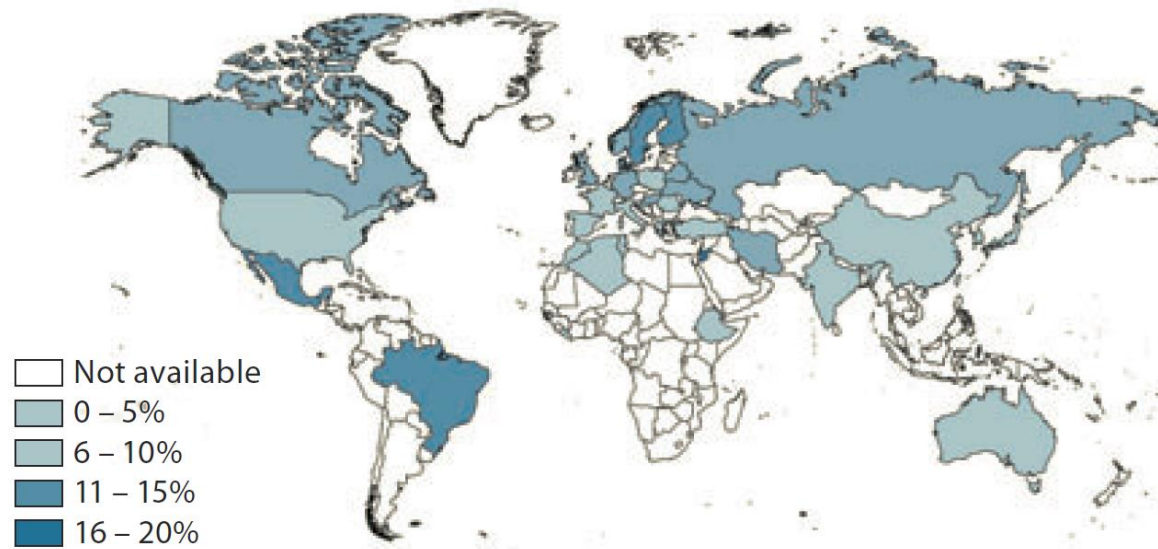 Not available
0 – 5%
6 – 10%
11 – 15%
16 – 20%